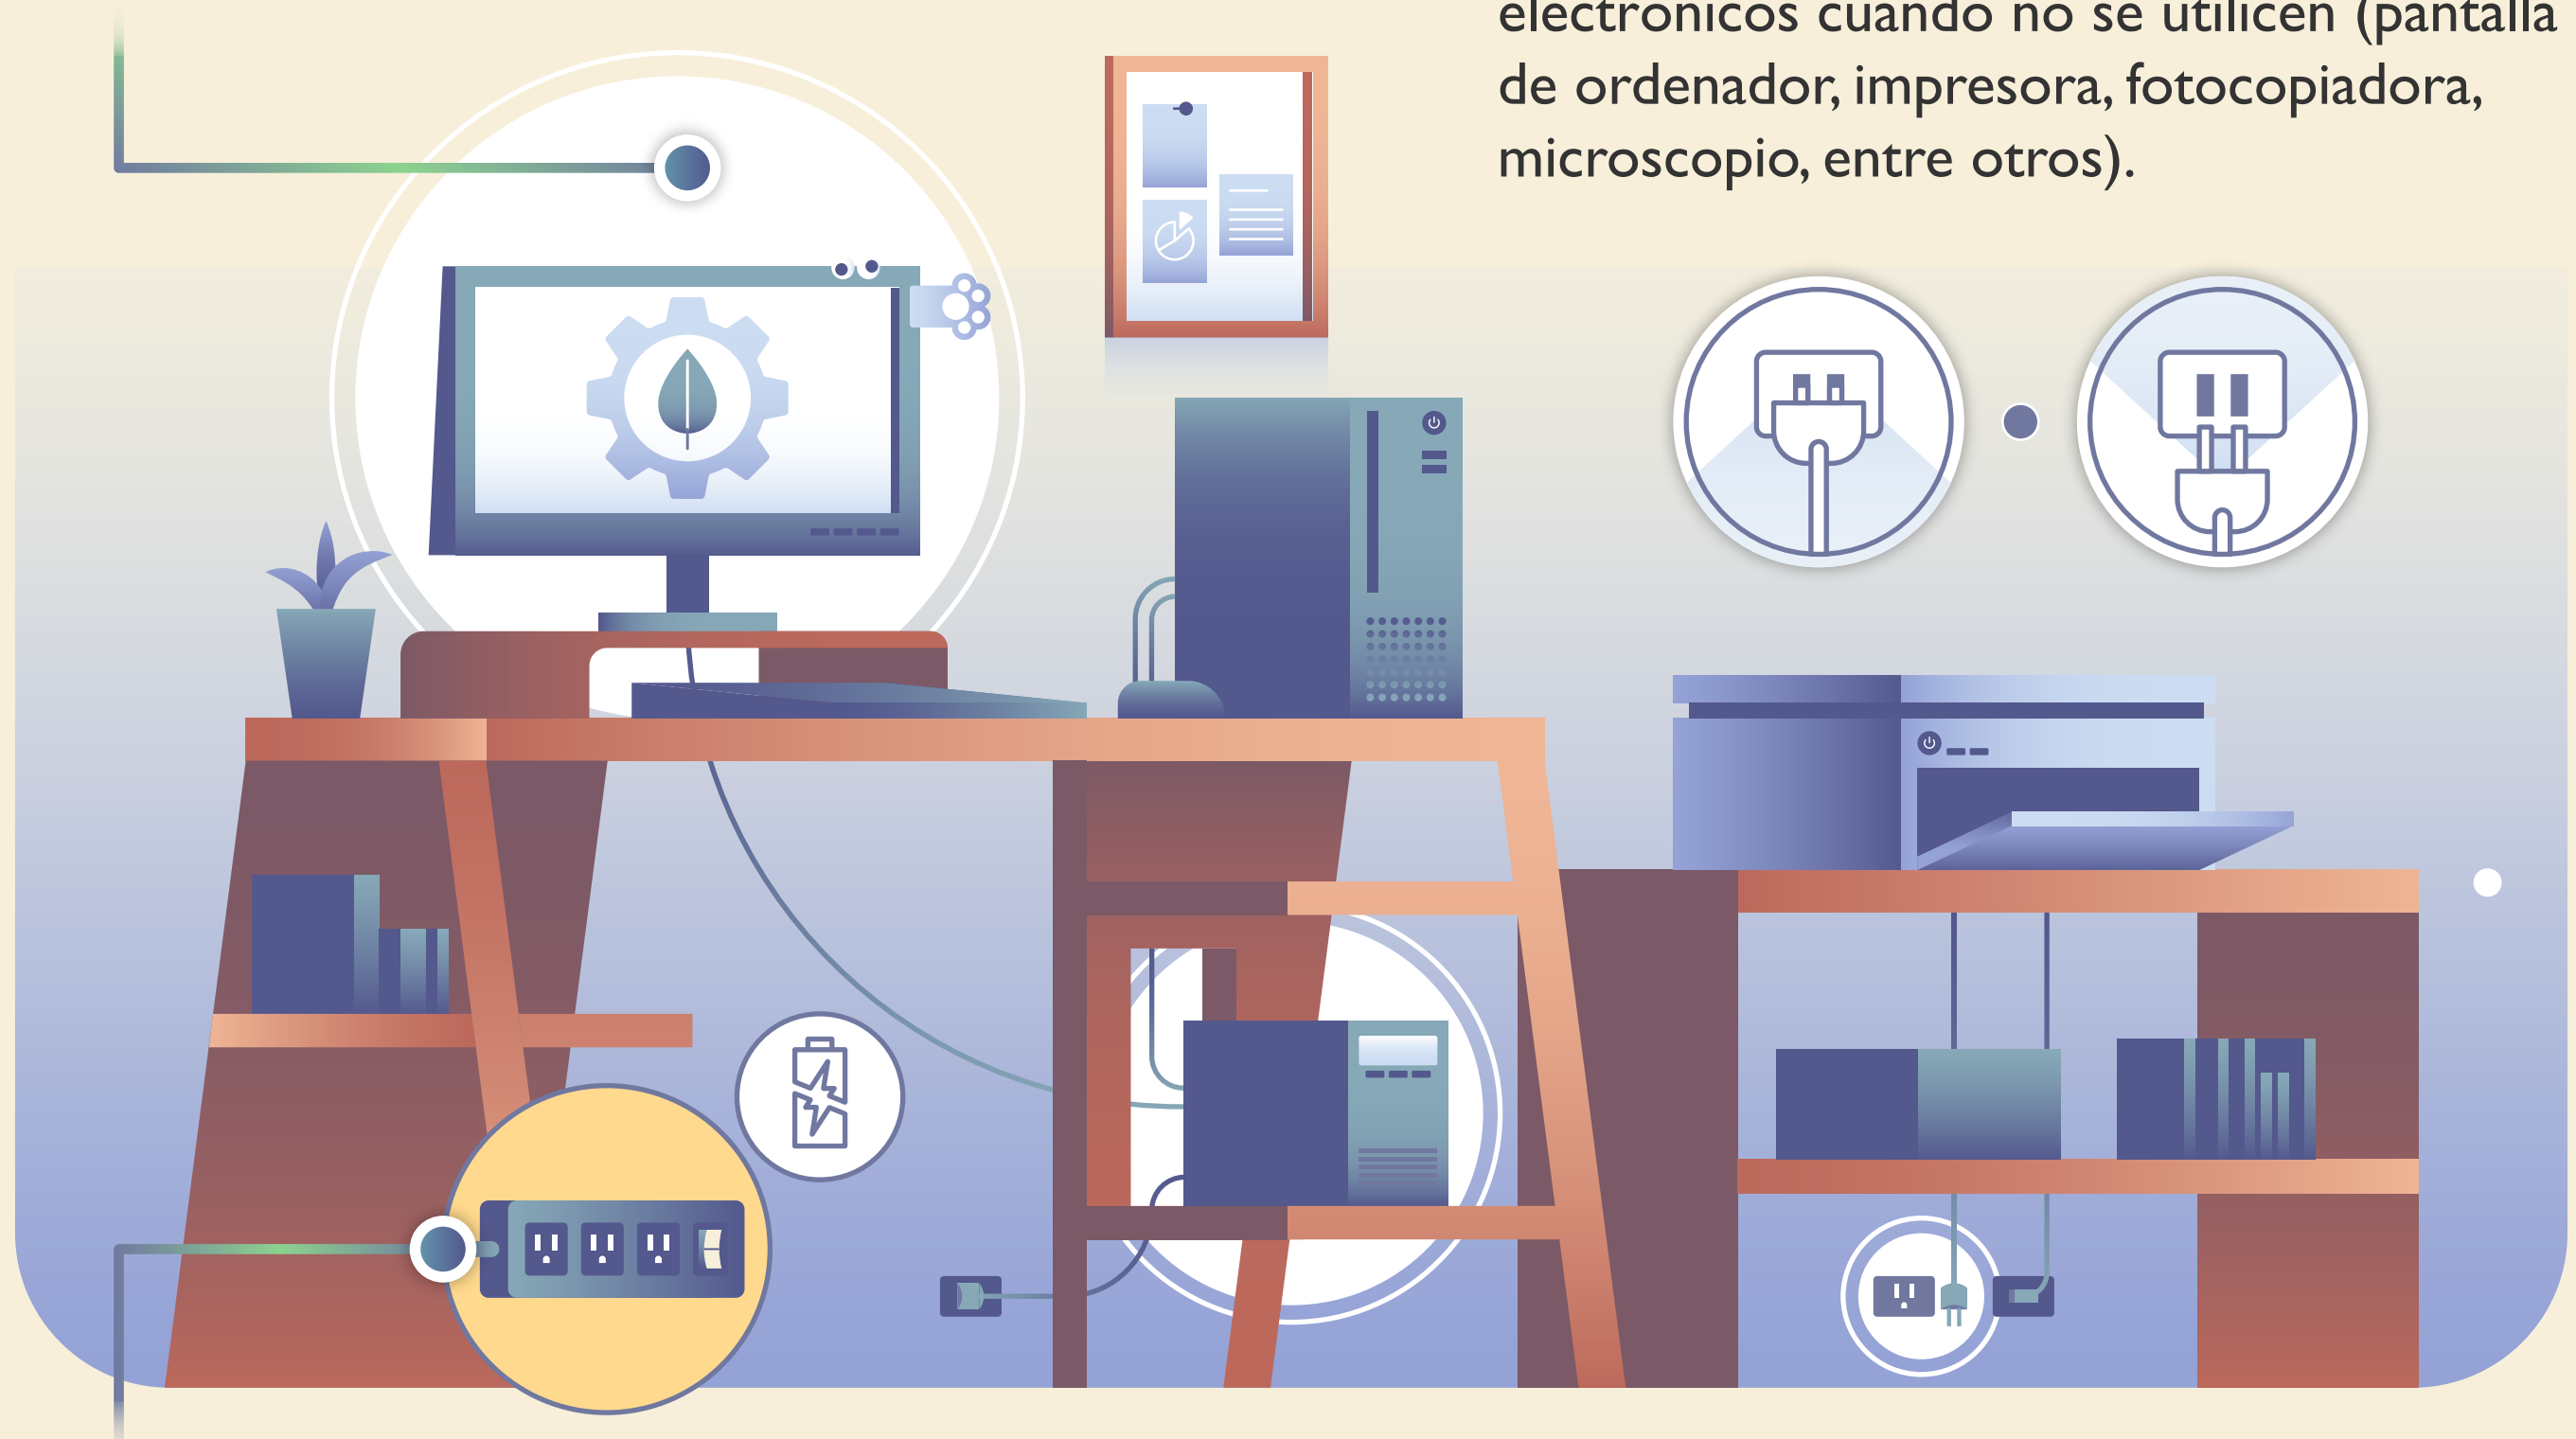 electrónicos cuando no se utilicen (pantalla
de ordenador, impresora, fotocopiadora,
microscopio, entre otros).